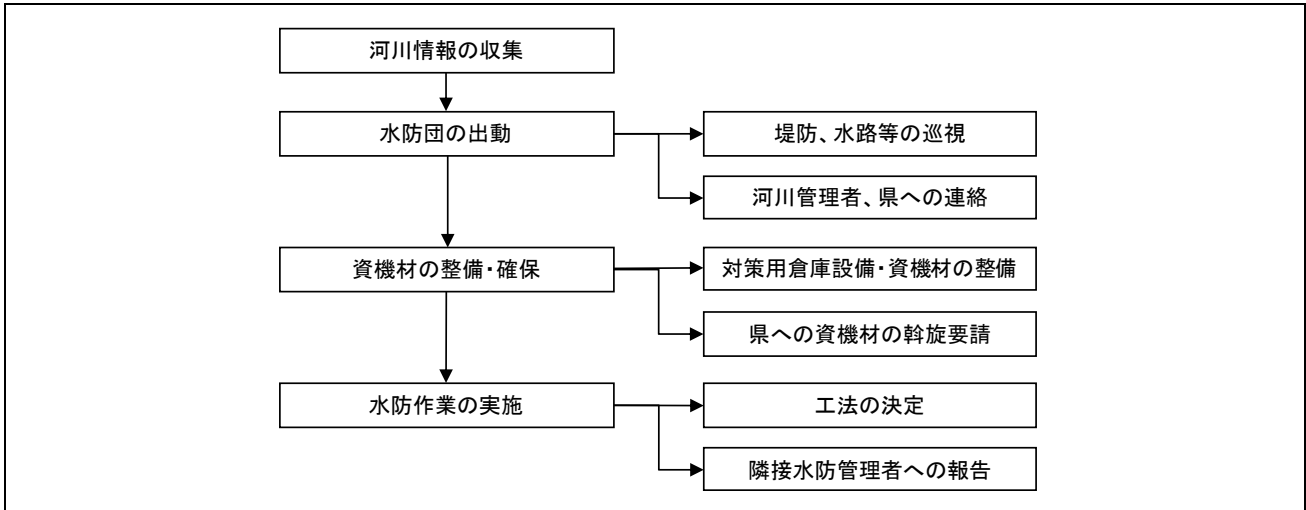 河川情報の収集
水防団の出動
堤防、水路等の巡視
河川管理者、県への連絡
資機材の整備・確保
対策用倉庫設備・資機材の整備
県への資機材の斡旋要請
水防作業の実施
工法の決定
隣接水防管理者への報告